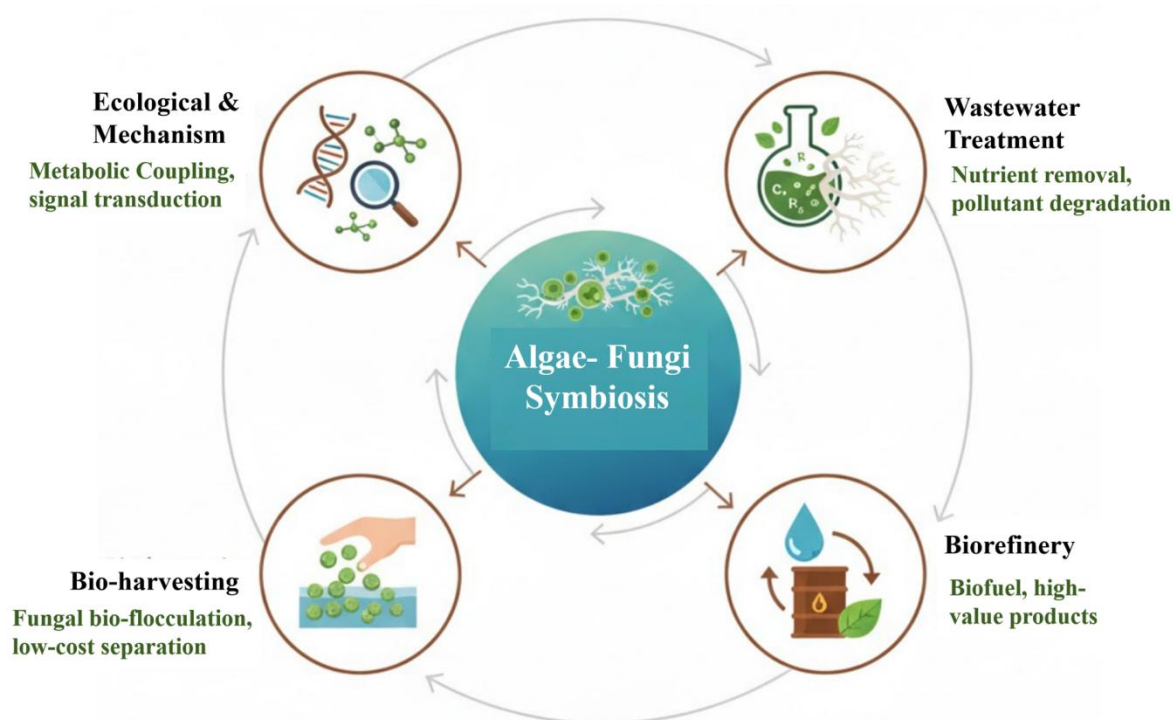 Ecological &
Mechanism
Metabolic Coupling,
signal transduction
Wastewater
Treatment
Nutrient removal,
pollutant degradation
Algae- Fungi
Symbiosis
Bio-harvesting
Fungal bio-flocculation,
low-cost separation
Biorefinery
Biofuel, high-
value products